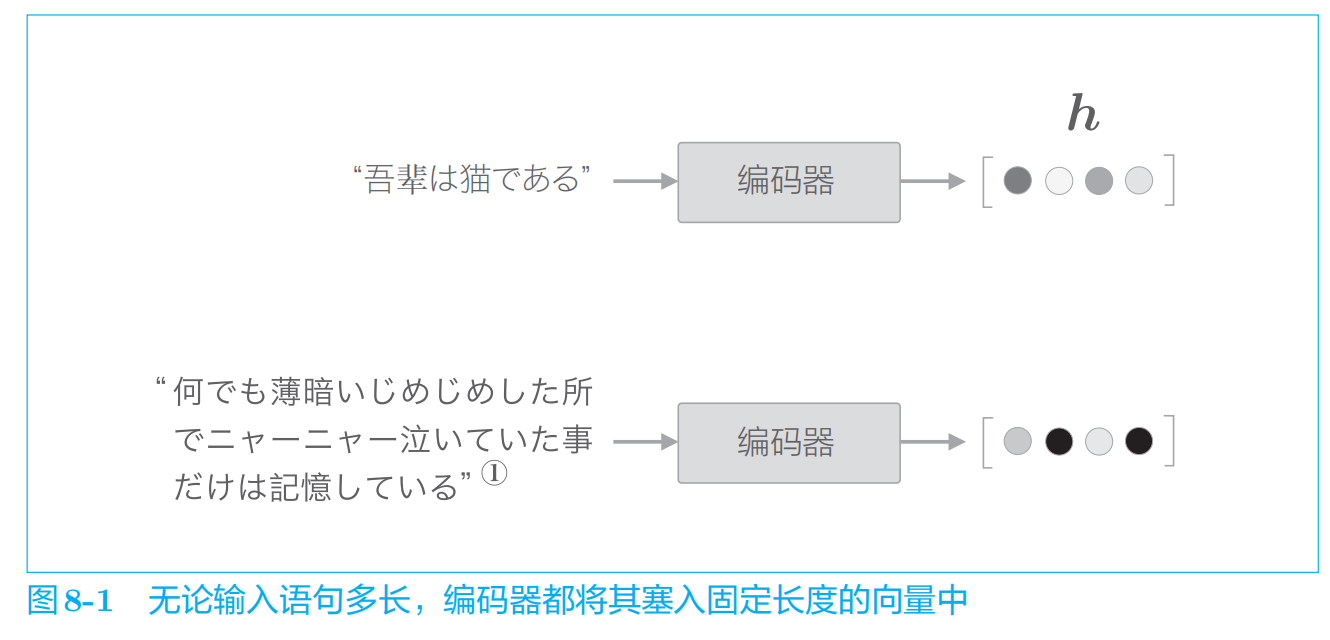 h
“吾辈は猫である”
编码器
“何でも薄暗いじめじめした所
でニャーニャー泣いていた事
だけは記憶している”①
编码器
图8-1 无论输入语句多长，编码器都将其塞入固定长度的向量中